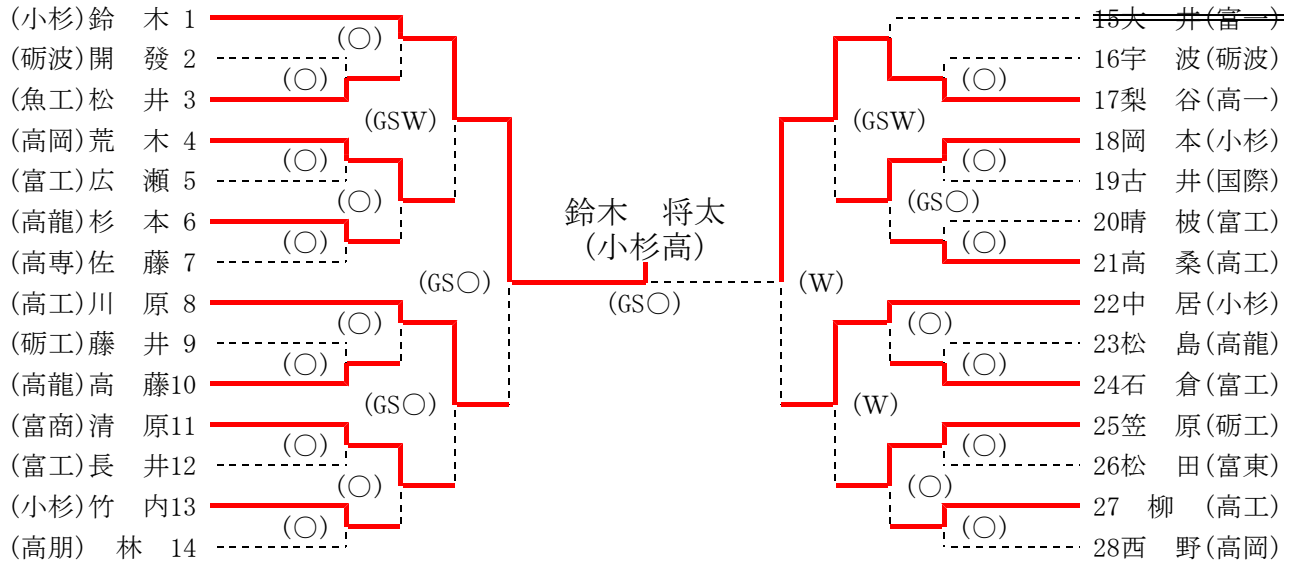 (小杉)鈴　木 1
(○)
(砺波)開　發 2
(○)
(魚工)松　井 3
(GSW)
(高岡)荒　木 4
(○)
(富工)広　瀬 5
(○)
(高龍)杉　本 6
(○)
(高専)佐　藤 7
(GS○)
(高工)川　原 8
(○)
(砺工)藤　井 9
(○)
(高龍)高　藤10
(GS○)
(富商)清　原11
(○)
(富工)長　井12
(○)
(小杉)竹　内13
(○)
(高朋)　林　14
鈴木　将太
(小杉高)
(GS○)
15大　井(富一)
16宇　波(砺波)
(○)
17梨　谷(高一)
(GSW)
18岡　本(小杉)
(○)
19古　井(国際)
(GS○)
20晴　柀(富工)
(○)
21高　桑(高工)
(W)
22中　居(小杉)
(○)
23松　島(高龍)
(○)
24石　倉(富工)
(W)
25笠　原(砺工)
(○)
26松　田(富東)
(○)
27　柳　(高工)
(○)
28西　野(高岡)